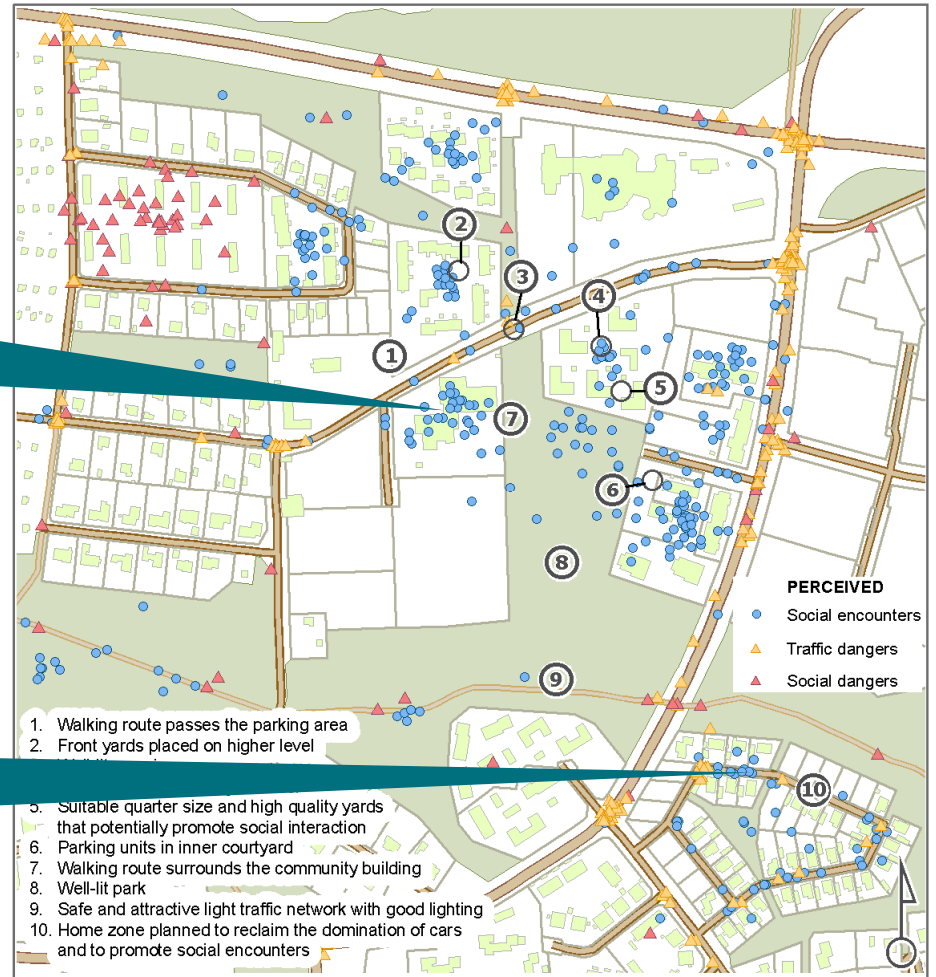 2
3
4
1
5
7
6
8
PERCEIVED
Social encounters
Traffic dangers
Social dangers
9
10
1. Walking route passes the parking area
2. Front yards placed on higher level
5. Suitable quarter size and high quality yards
that potentially promote social interaction
6. Parking units in inner courtyard
7. Walking route surrounds the community building
8. Well-lit park
9. Safe and attractive light traffic network with good lighting
10. Home zone planned to reclaim the domination of cars
and to promote social encounters